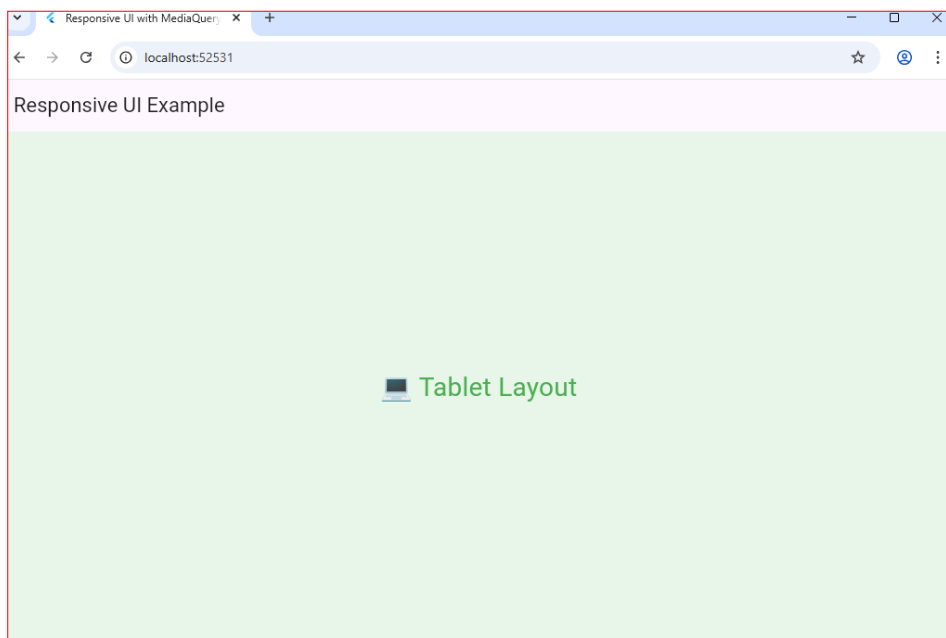 Responsive UI with MediaQuery
localhost:52531
Responsive UI Example
💻 Tablet Layout